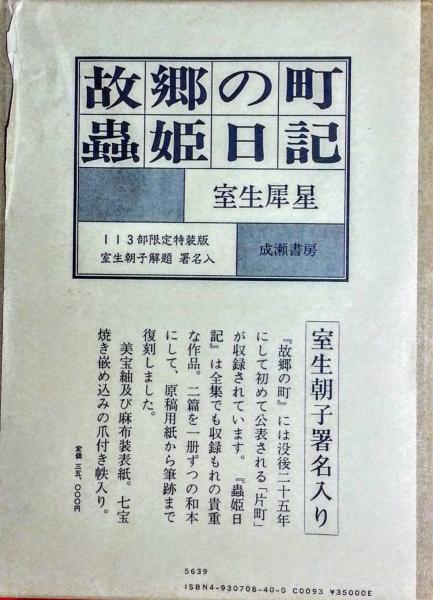 故郷の町
蟲姫日記
室生犀星
113部限定特装版
室生朝子解題 署名入
成瀬書房
室生朝子署名入り
『故郷の町』には没後二十五年
にして初めて公表される「片町」
が収録されています。『蟲姫日
記』は全集でも収録もれの貴重
な作品。二篇を一冊ずつの和本
にして、原稿用紙から筆跡まで
復刻しました。
美宝紬及び麻布装表紙。七宝
焼き嵌め込みの爪付き帙入り。
定価 三五、〇〇〇円
5639
ISBN4-930708-40-0 C0093 ¥35000E